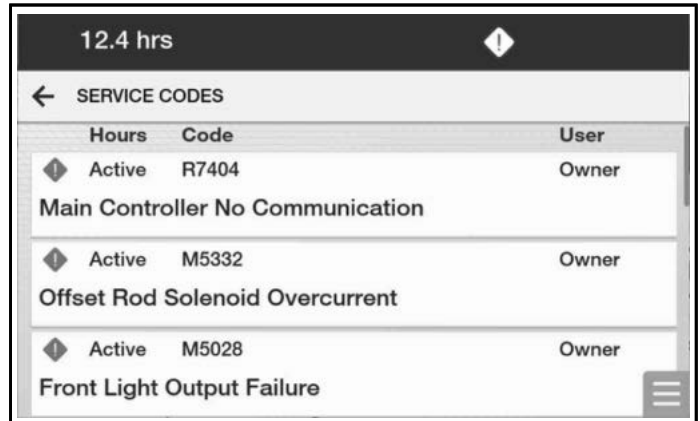 12.4 hrs
SERVICE CODES
Hours Code User
Active R7404 Owner
Main Controller No Communication
Active M5332 Owner
Offset Rod Solenoid Overcurrent
Active M5028 Owner
Front Light Output Failure